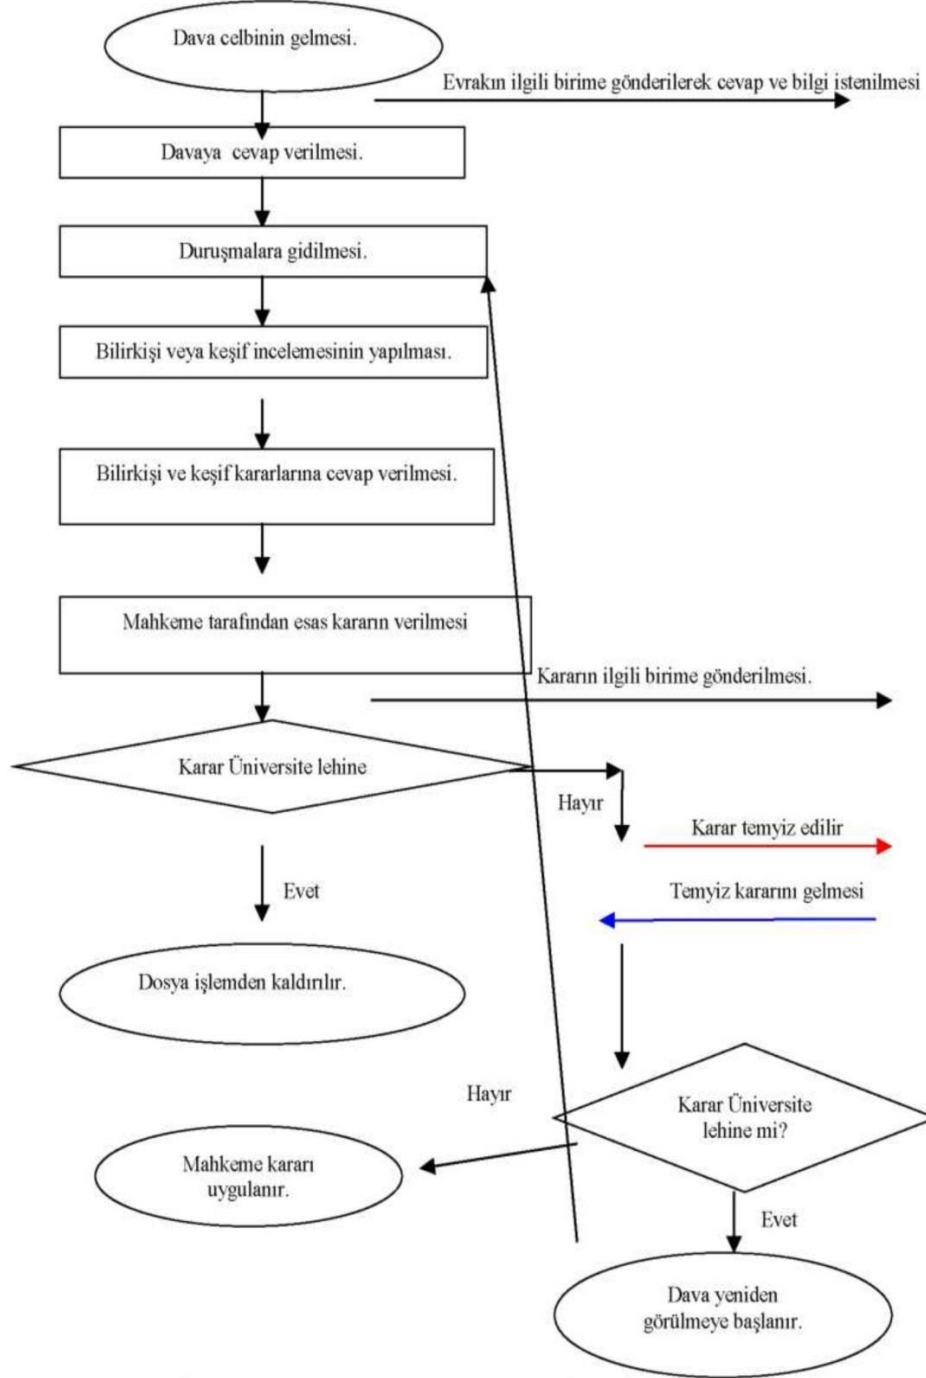 Dava celbinin gelmesi.
Evrakın ilgili birime gönderilerek cevap ve bilgi istenilmesi
Davaya cevap verilmesi.
Duruşmalara gidilmesi.
Bilirkişi veya keşif incelemesinin yapılması.
Bilirkişi ve keşif kararlarına cevap verilmesi.
Mahkeme tarafından esas kararın verilmesi
Kararın ilgili birime gönderilmesi.
Karar Üniversite lehine
Hayır
Karar temyiz edilir
Temyiz kararını gelmesi
Evet
Dosya işlemden kaldırılır.
Hayır
Karar Üniversite
lehine mi?
Mahkeme kararı
uygulanır.
Evet
Dava yeniden
görülmeye başlanır.